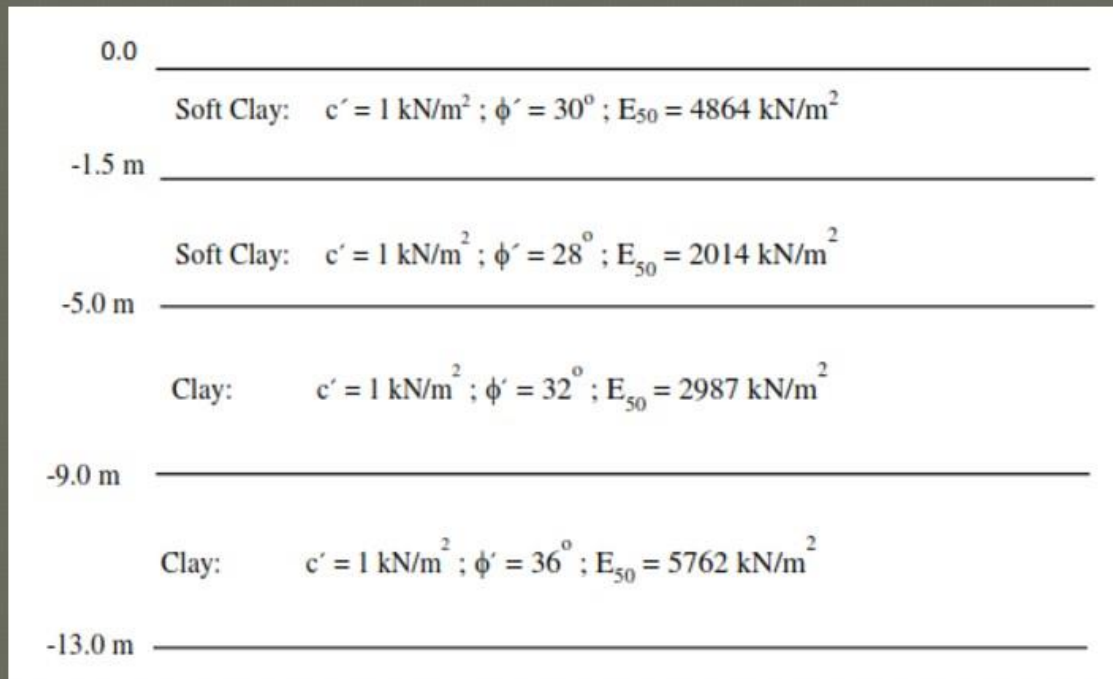 0.0
Soft Clay: c´ = 1 kN/m² ; ϕ´ = 30° ; E₅₀ = 4864 kN/m²
-1.5 m
Soft Clay: c´ = 1 kN/m² ; ϕ´ = 28° ; E₅₀ = 2014 kN/m²
-5.0 m
Clay: c´ = 1 kN/m² ; ϕ´ = 32° ; E₅₀ = 2987 kN/m²
-9.0 m
Clay: c´ = 1 kN/m² ; ϕ´ = 36° ; E₅₀ = 5762 kN/m²
-13.0 m